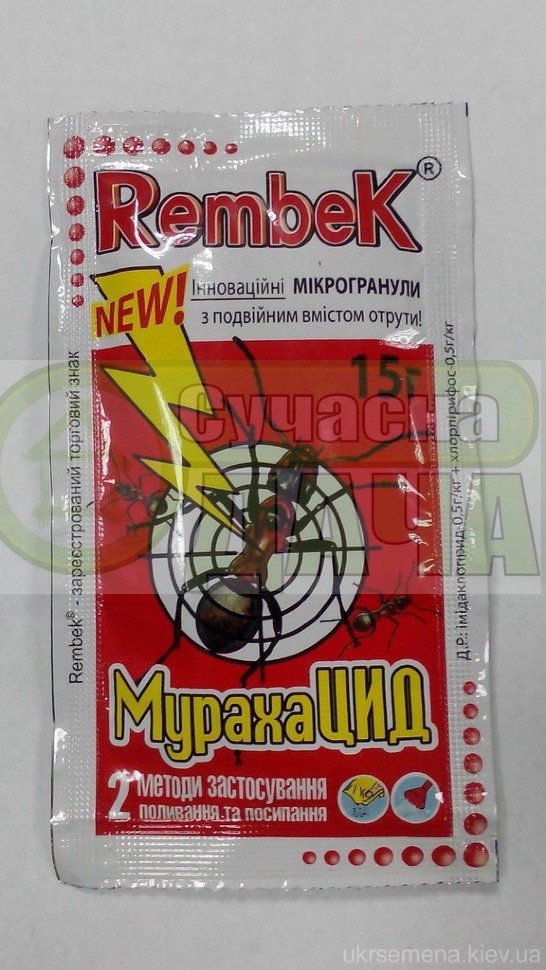 RembeK®
NEW!
Інноваційні МІКРОГРАНУЛИ
з подвійним вмістом отрути!
15г
Сучасна
ДАЧА
МурахаЦИД
2 методи застосування
поливання та посипання
Rembek® - зареєстрований торговий знак
Д.Р.: імідаклоприд-0,5г/кг + хлорпірифос-0,5г/кг
ukrsemena.kiev.ua